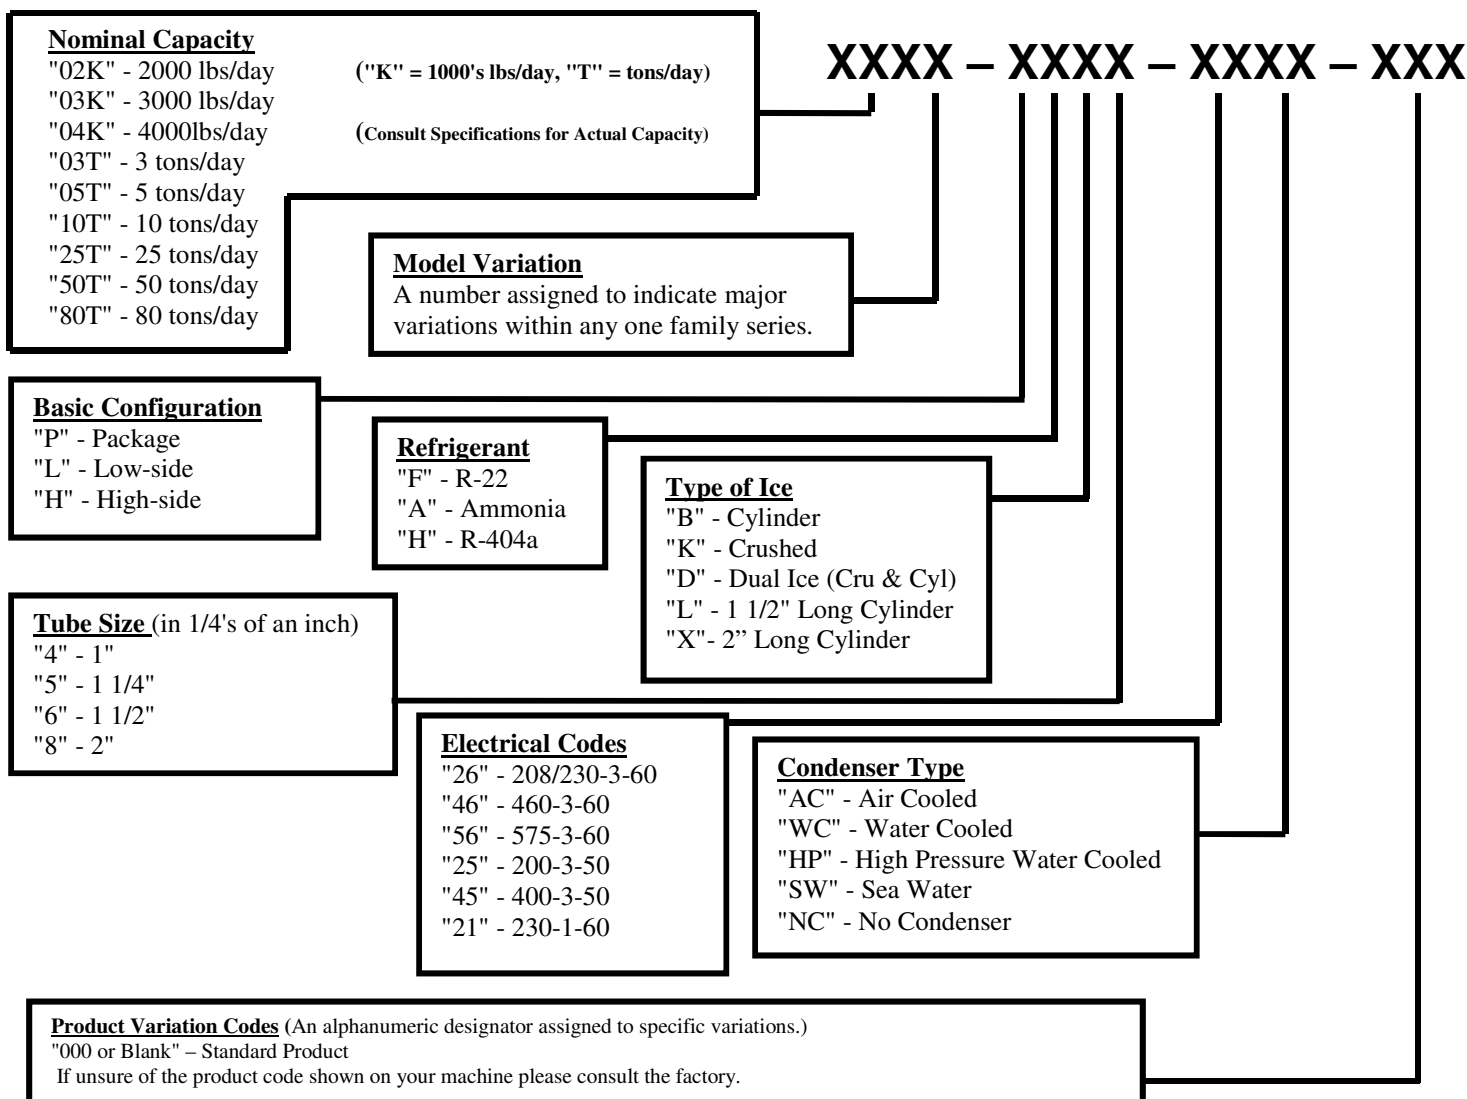 XXXX – XXXX – XXXX – XXX
Nominal Capacity
"02K" - 2000 lbs/day ("K" = 1000's lbs/day, "T" = tons/day)
"03K" - 3000 lbs/day
"04K" - 4000lbs/day (Consult Specifications for Actual Capacity)
"03T" - 3 tons/day
"05T" - 5 tons/day
"10T" - 10 tons/day
"25T" - 25 tons/day
"50T" - 50 tons/day
"80T" - 80 tons/day
Model Variation
A number assigned to indicate major
variations within any one family series.
Basic Configuration
"P" - Package
"L" - Low-side
"H" - High-side
Refrigerant
"F" - R-22
"A" - Ammonia
"H" - R-404a
Type of Ice
"B" - Cylinder
"K" - Crushed
"D" - Dual Ice (Cru & Cyl)
"L" - 1 1/2" Long Cylinder
"X"- 2” Long Cylinder
Tube Size (in 1/4's of an inch)
"4" - 1"
"5" - 1 1/4"
"6" - 1 1/2"
"8" - 2"
Electrical Codes
"26" - 208/230-3-60
"46" - 460-3-60
"56" - 575-3-60
"25" - 200-3-50
"45" - 400-3-50
"21" - 230-1-60
Condenser Type
"AC" - Air Cooled
"WC" - Water Cooled
"HP" - High Pressure Water Cooled
"SW" - Sea Water
"NC" - No Condenser
Product Variation Codes (An alphanumeric designator assigned to specific variations.)
"000 or Blank" – Standard Product
If unsure of the product code shown on your machine please consult the factory.